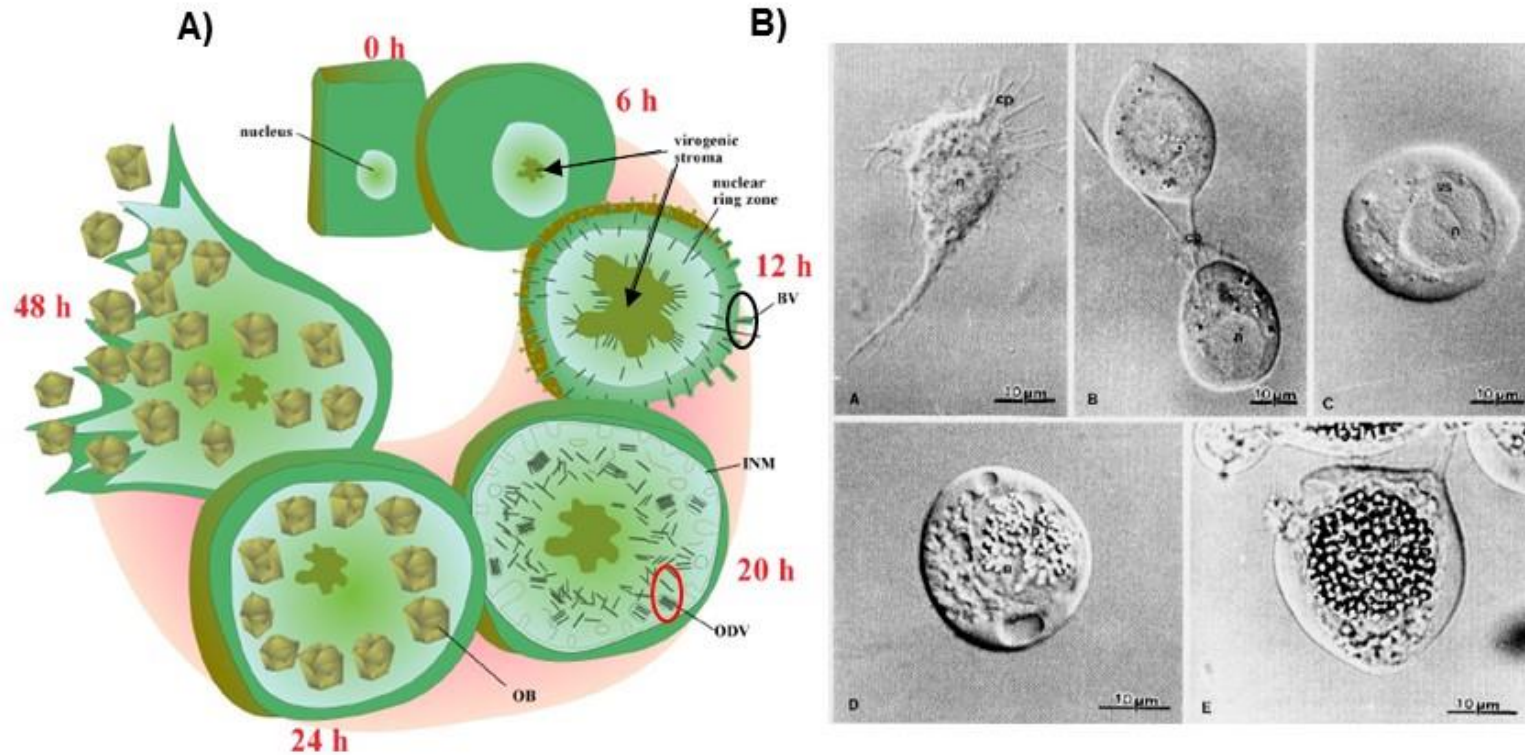 A)
0 h
6 h
nucleus
virogenic
stroma
nuclear
ring zone
12 h
BV
48 h
INM
20 h
ODV
OB
24 h
B)
cp
n
10 µm
A
cp
n
10 µm
B
vs
n
10 µm
C
n
10 µm
D
10 µm
E